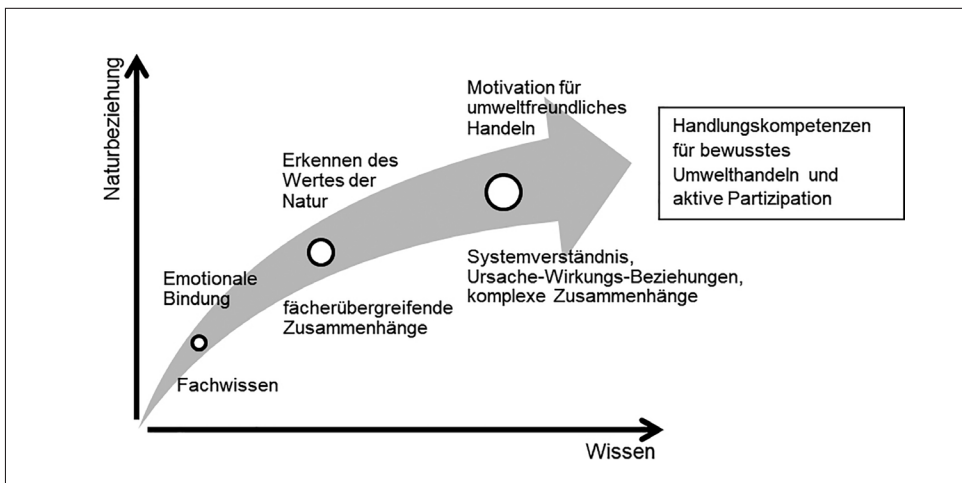 Naturbeziehung
Motivation für
umweltfreundliches
Handeln
Handlungskompetenzen
für bewusstes
Umwelthandeln und
aktive Partizipation
Erkennen des
Wertes der
Natur
Systemverständnis,
Ursache-Wirkungs-Beziehungen,
komplexe Zusammenhänge
Emotionale
Bindung
fächerübergreifende
Zusammenhänge
Fachwissen
Wissen